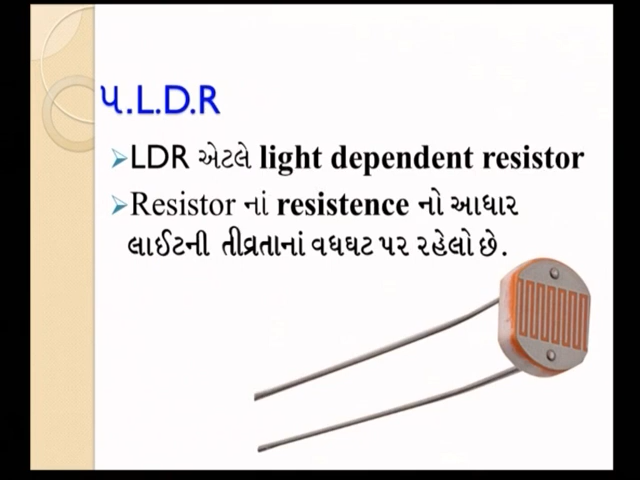 ૫.L.D.R
LDR એટલે light dependent resistor
Resistor નાં resistence નો આધાર
લાઈટની તીવ્રતાનાં વધઘટ પર રહેલો છે.